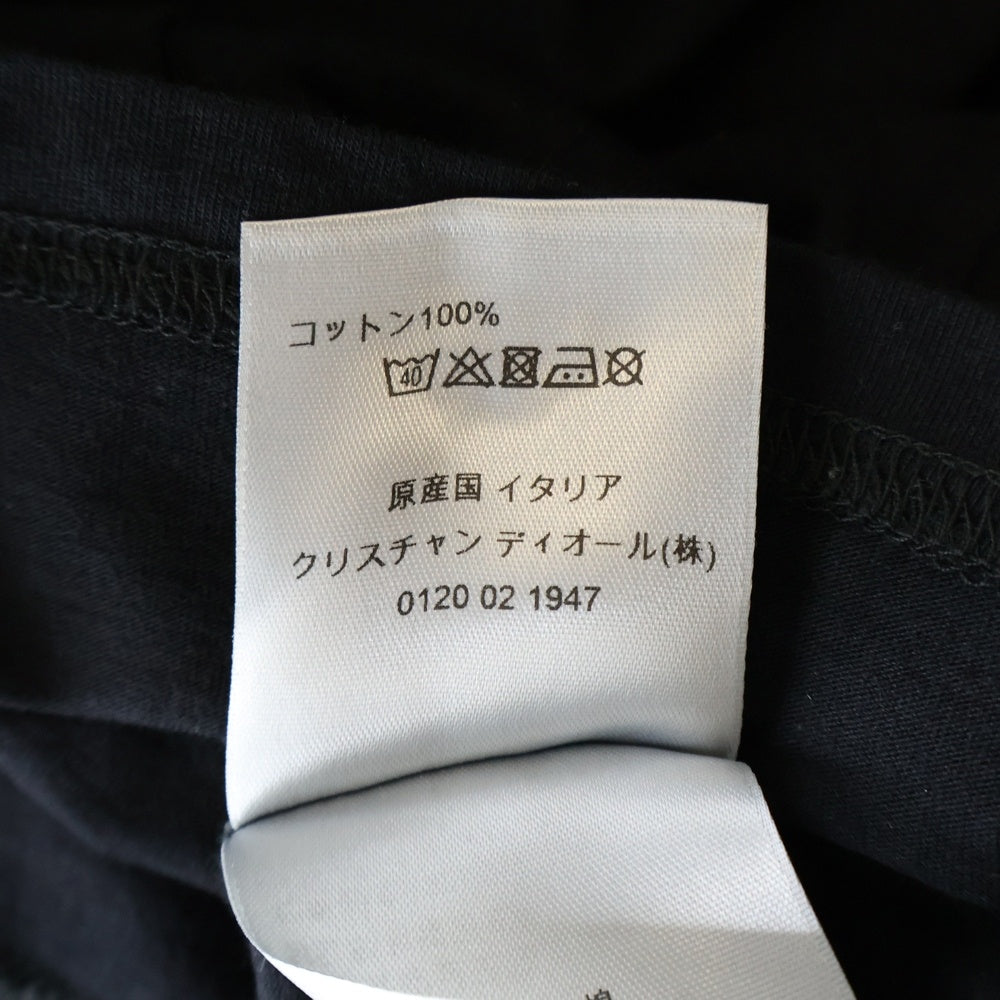 コットン100%
40
原産国 イタリア
クリスチャン ディオール(株)
0120 02 1947